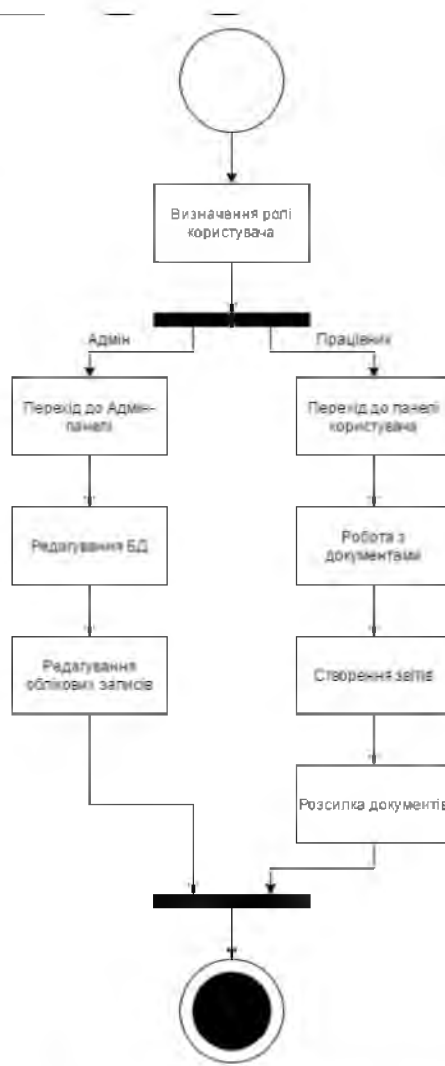 Визначення ролі
користувача
Адмін
Працівник
Перехід до Адмін-
панелі
Перехід до панелі
користувача
Редагування БД
Робота з
документами
Редагування
облікових записів
Створення звітів
Розсилка документів